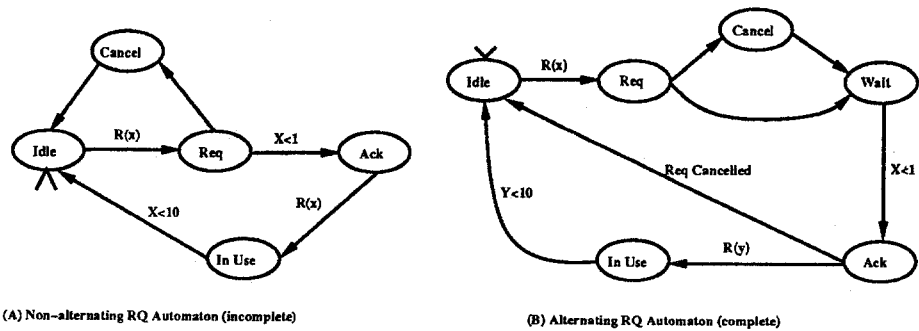 Cancel
R(x)
X<1
Idle
Req
Ack
R(x)
X<10
In Use
(A) Non-alternating RQ Automaton (incomplete)
Cancel
R(x)
Idle
Req
Wait
Req Cancelled
X<1
Y<10
R(y)
In Use
Ack
(B) Alternating RQ Automaton (complete)